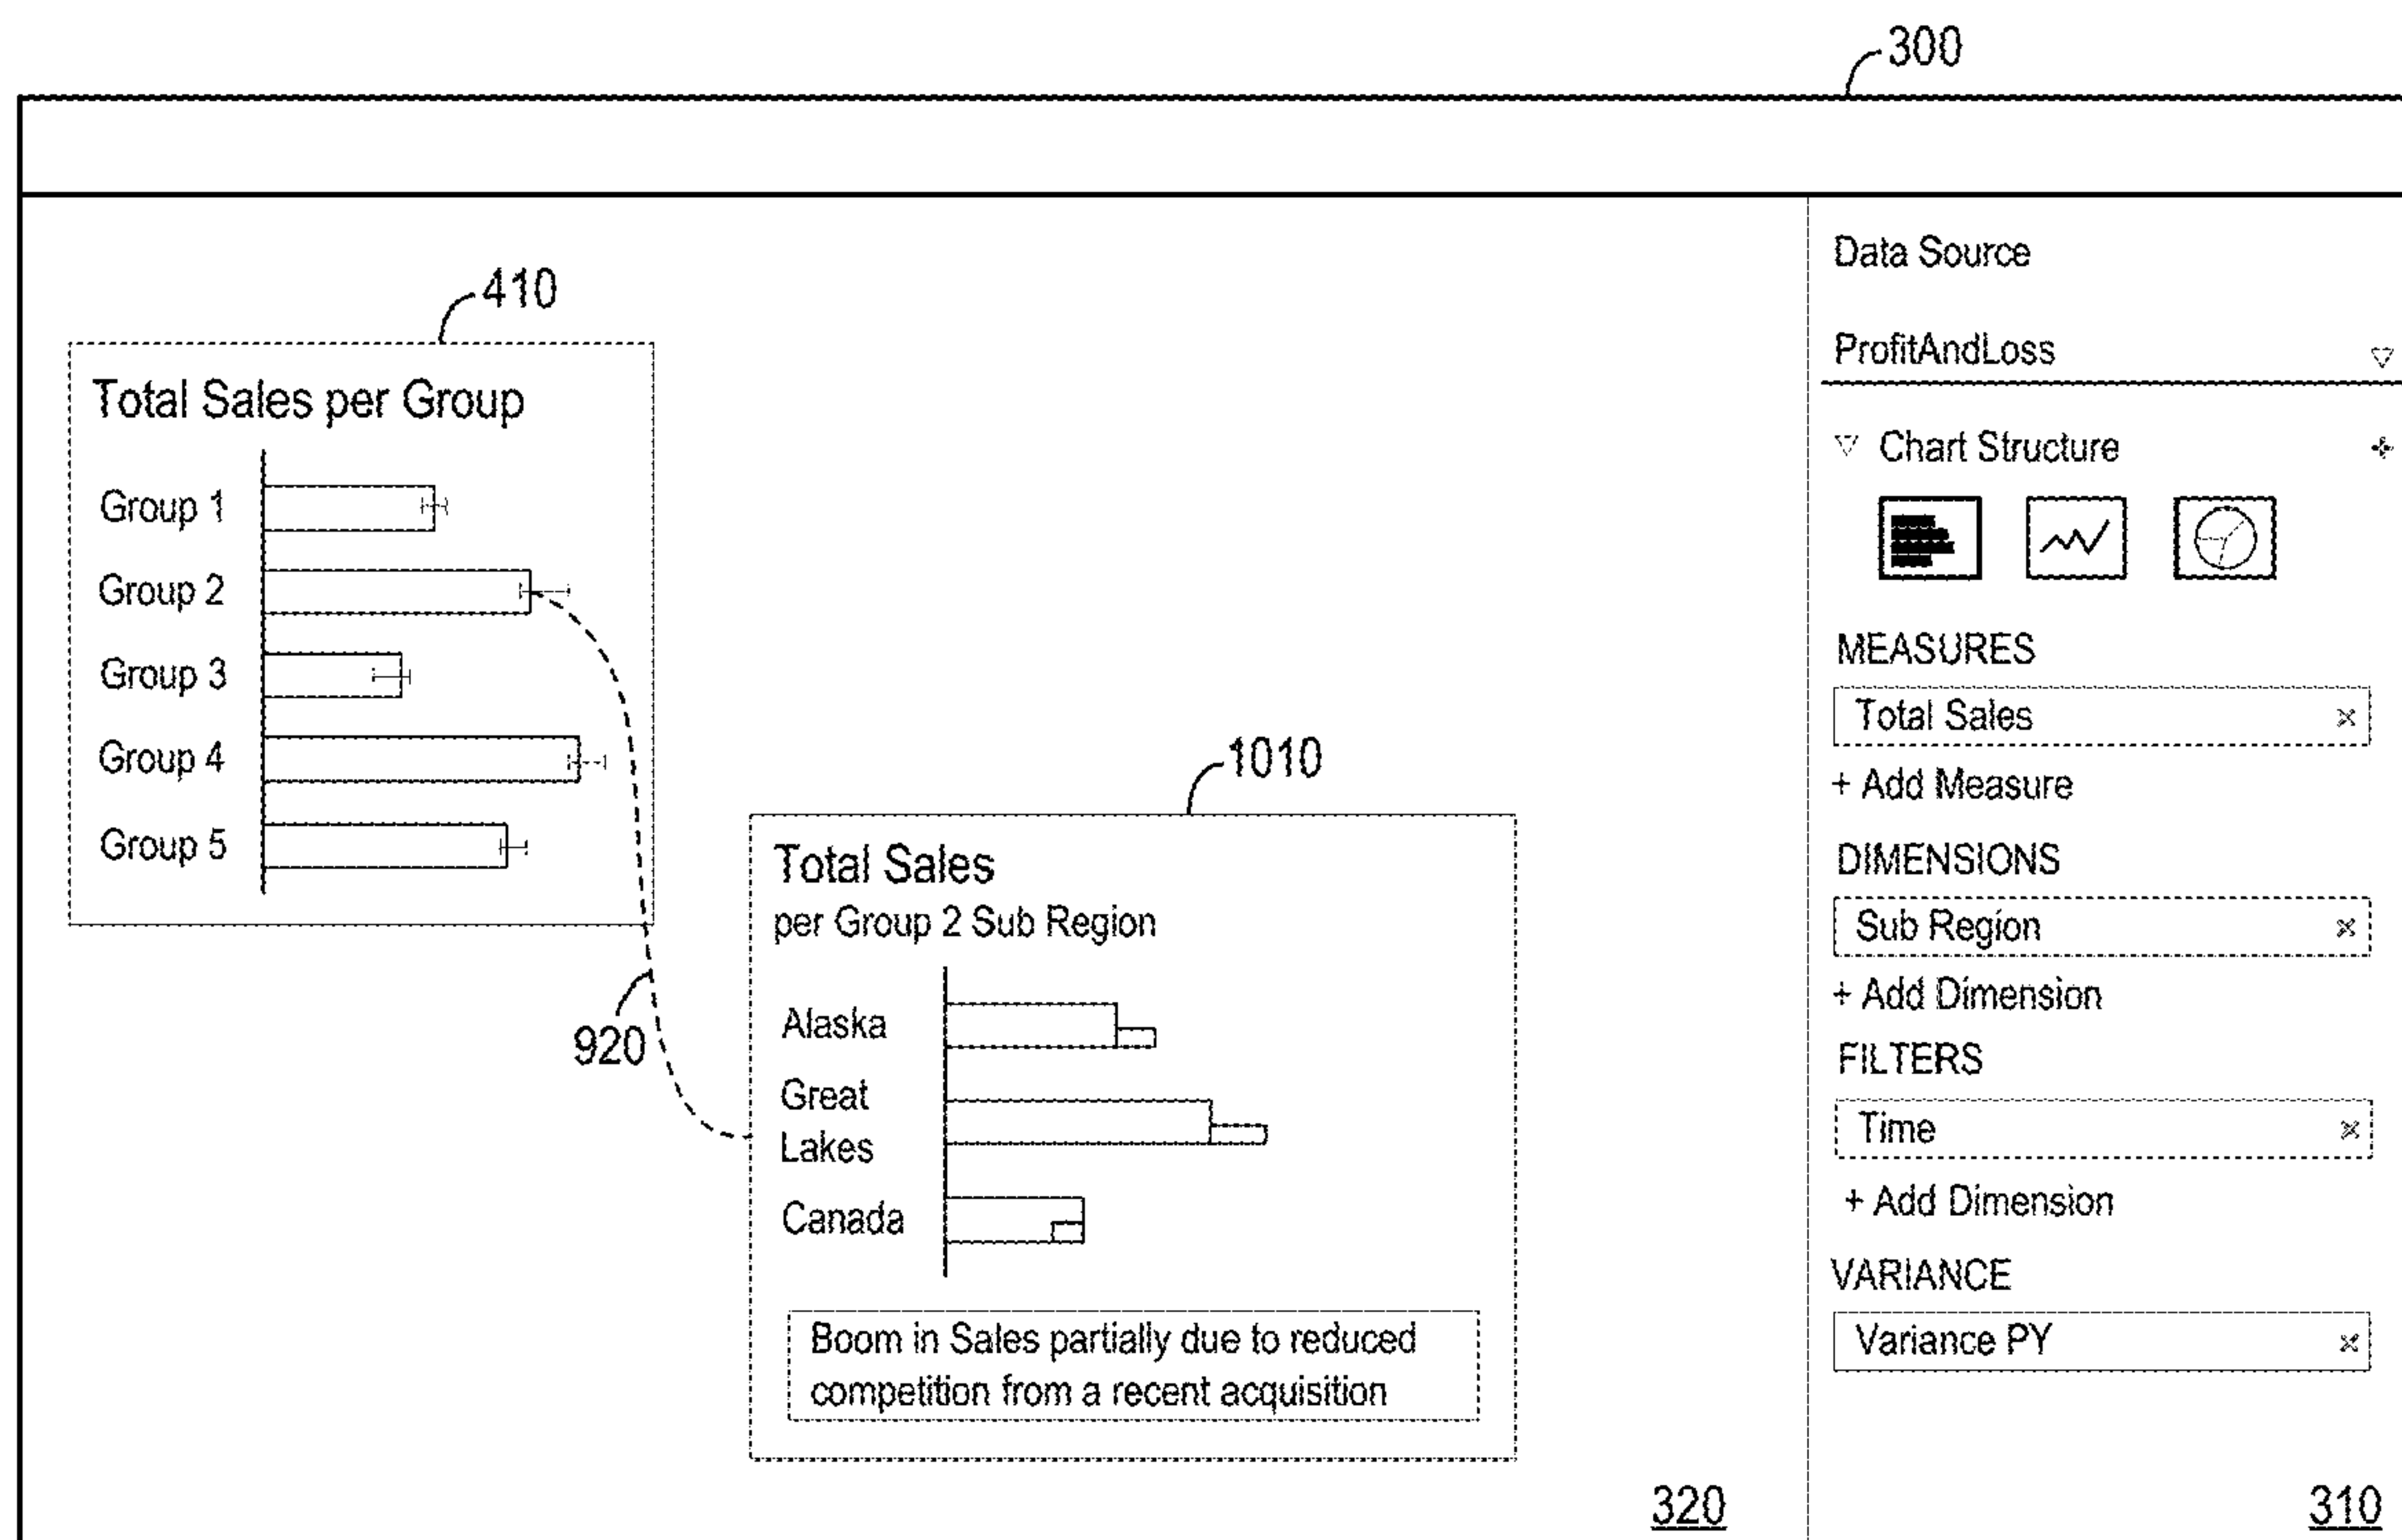 300
410
Total Sales per Group
Group 1
Group 2
Group 3
Group 4
Group 5
920
1010
Total Sales
per Group 2 Sub Region
Alaska
Great
Lakes
Canada
Boom in Sales partially due to reduced
competition from a recent acquisition
320
Data Source
ProfitAndLoss
Chart Structure
MEASURES
Total Sales ×
+ Add Measure
DIMENSIONS
Sub Region ×
+ Add Dimension
FILTERS
Time ×
+ Add Dimension
VARIANCE
Variance PY ×
310